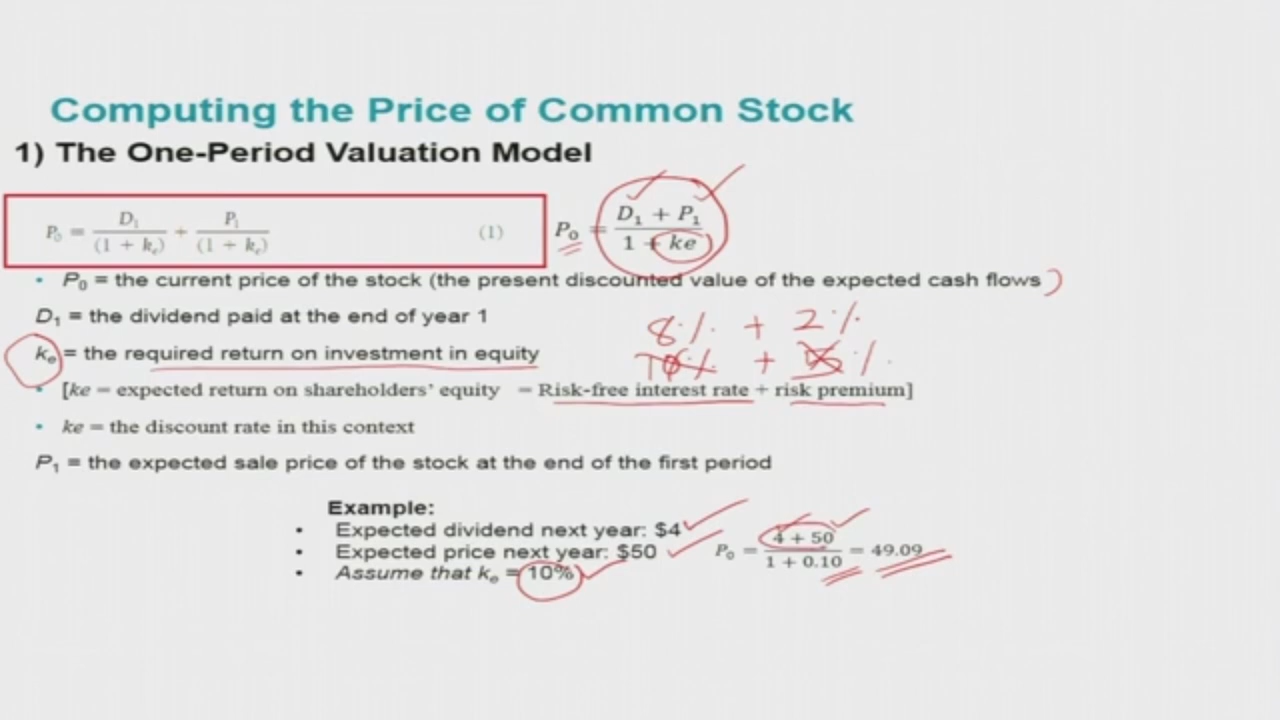 Computing the Price of Common Stock
1) The One-Period Valuation Model
P₀ = D₁/(1 + kₑ) + P₁/(1 + kₑ) (1) P₀ = (D₁ + P₁)/(1 + ke)
• P₀ = the current price of the stock (the present discounted value of the expected cash flows)
D₁ = the dividend paid at the end of year 1
8% + 2%
kₑ = the required return on investment in equity
• [ke = expected return on shareholders' equity = Risk-free interest rate + risk premium]
• ke = the discount rate in this context
P₁ = the expected sale price of the stock at the end of the first period
Example:
• Expected dividend next year: $4
• Expected price next year: $50
• Assume that kₑ = 10%
P₀ = (4 + 50)/(1 + 0.10) = 49.09